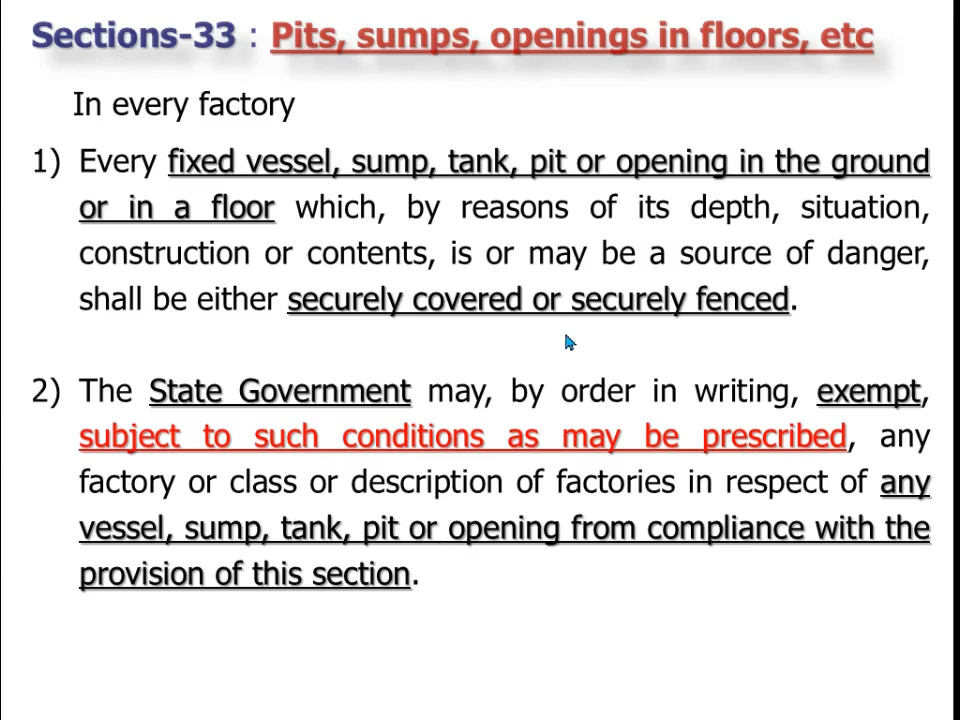 Sections-33 : Pits, sumps, openings in floors, etc
In every factory
1) Every fixed vessel, sump, tank, pit or opening in the ground
or in a floor which, by reasons of its depth, situation,
construction or contents, is or may be a source of danger,
shall be either securely covered or securely fenced.
2) The State Government may, by order in writing, exempt,
subject to such conditions as may be prescribed, any
factory or class or description of factories in respect of any
vessel, sump, tank, pit or opening from compliance with the
provision of this section.